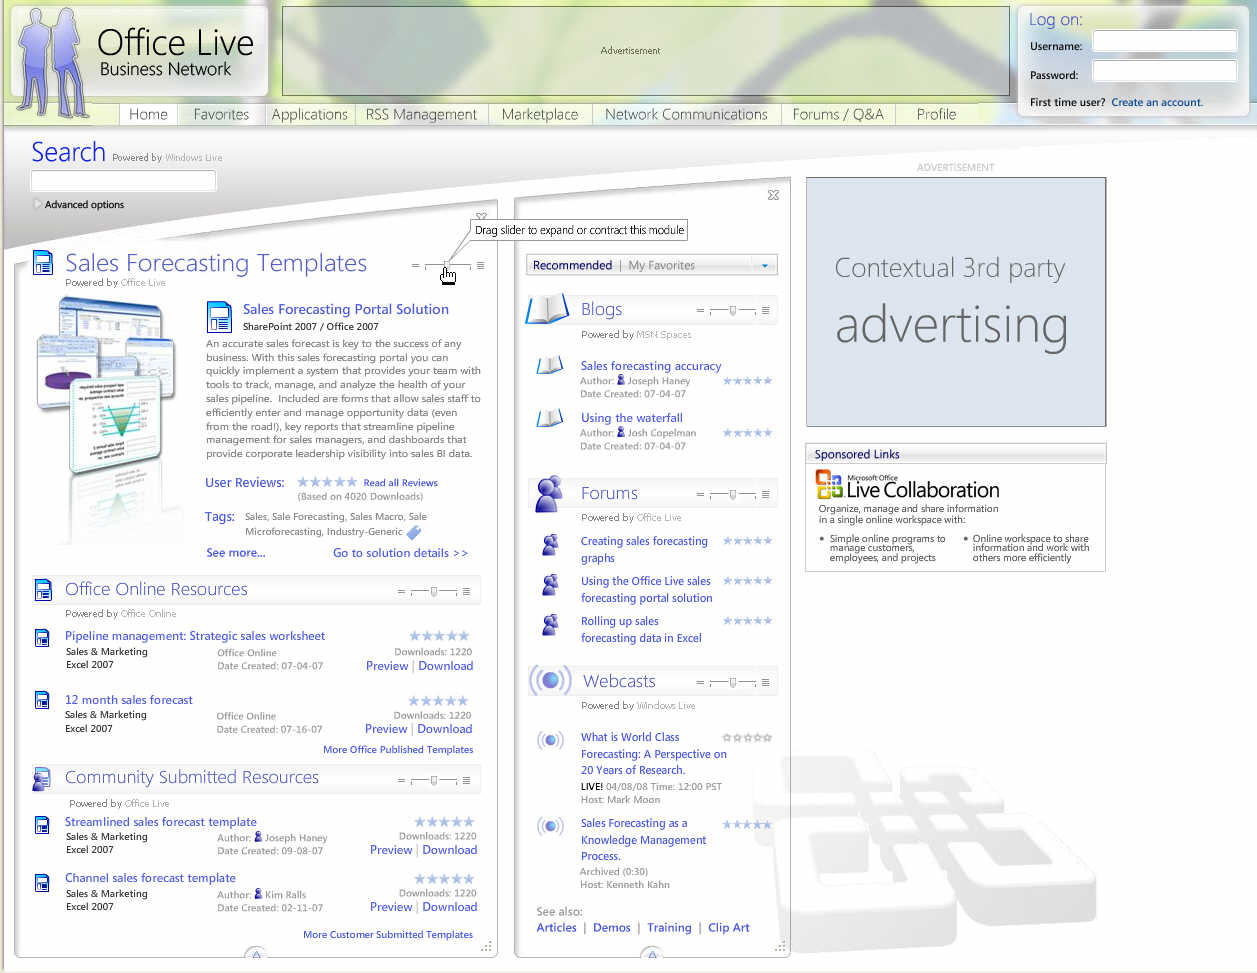 Office Live
Business Network
Advertisement
Log on:
Username:
Password:
First time user? Create an account.
Home
Favorites
Applications
RSS Management
Marketplace
Network Communications
Forums / Q&A
Profile
Search Powered by Windows Live
Advanced options
Drag slider to expand or contract this module
Sales Forecasting Templates
Powered by Office Live
Sales Forecasting Portal Solution
SharePoint 2007 / Office 2007
An accurate sales forecast is key to the success of any
business. With this sales forecasting portal you can
quickly implement a system that provides your team with
tools to track, manage, and analyze the health of your
sales pipeline. Included are forms that allow sales staff to
efficiently enter and manage opportunity data (even
from the road!), key reports that streamline pipeline
management for sales managers, and dashboards that
provide corporate leadership visibility into sales BI data.
User Reviews: Read all Reviews
(Based on 4020 Downloads)
Tags: Sales, Sale Forecasting, Sales Macro, Sale
Microforecasting, Industry-Generic
See more... Go to solution details >>
Office Online Resources
Powered by Office Online
Pipeline management: Strategic sales worksheet
Sales & Marketing Office Online Downloads: 1220
Excel 2007 Date Created: 07-04-07 Preview | Download
12 month sales forecast
Sales & Marketing Office Online Downloads: 1220
Excel 2007 Date Created: 07-16-07 Preview | Download
More Office Published Templates
Community Submitted Resources
Powered by Office Live
Streamlined sales forecast template
Sales & Marketing Author: Joseph Haney Downloads: 1220
Excel 2007 Date Created: 09-08-07 Preview | Download
Channel sales forecast template
Sales & Marketing Author: Kim Ralls Downloads: 1220
Excel 2007 Date Created: 02-11-07 Preview | Download
More Customer Submitted Templates
Recommended | My Favorites
Blogs
Powered by MSN Spaces
Sales forecasting accuracy
Author: Joseph Haney
Date Created: 07-04-07
Using the waterfall
Author: Josh Copelman
Date Created: 07-04-07
Forums
Powered by Office Live
Creating sales forecasting
graphs
Using the Office Live sales
forecasting portal solution
Rolling up sales
forecasting data in Excel
Webcasts
Powered by Windows Live
What is World Class
Forecasting: A Perspective on
20 Years of Research.
LIVE! 04/08/08 Time: 12:00 PST
Host: Mark Moon
Sales Forecasting as a
Knowledge Management
Process.
Archived (0:30)
Host: Kenneth Kahn
See also:
Articles | Demos | Training | Clip Art
ADVERTISEMENT
Contextual 3rd party
advertising
Sponsored Links
Microsoft Office
Live Collaboration
Organize, manage and share information
in a single online workspace with:
• Simple online programs to
manage customers,
employees, and projects
• Online workspace to share
information and work with
others more efficiently